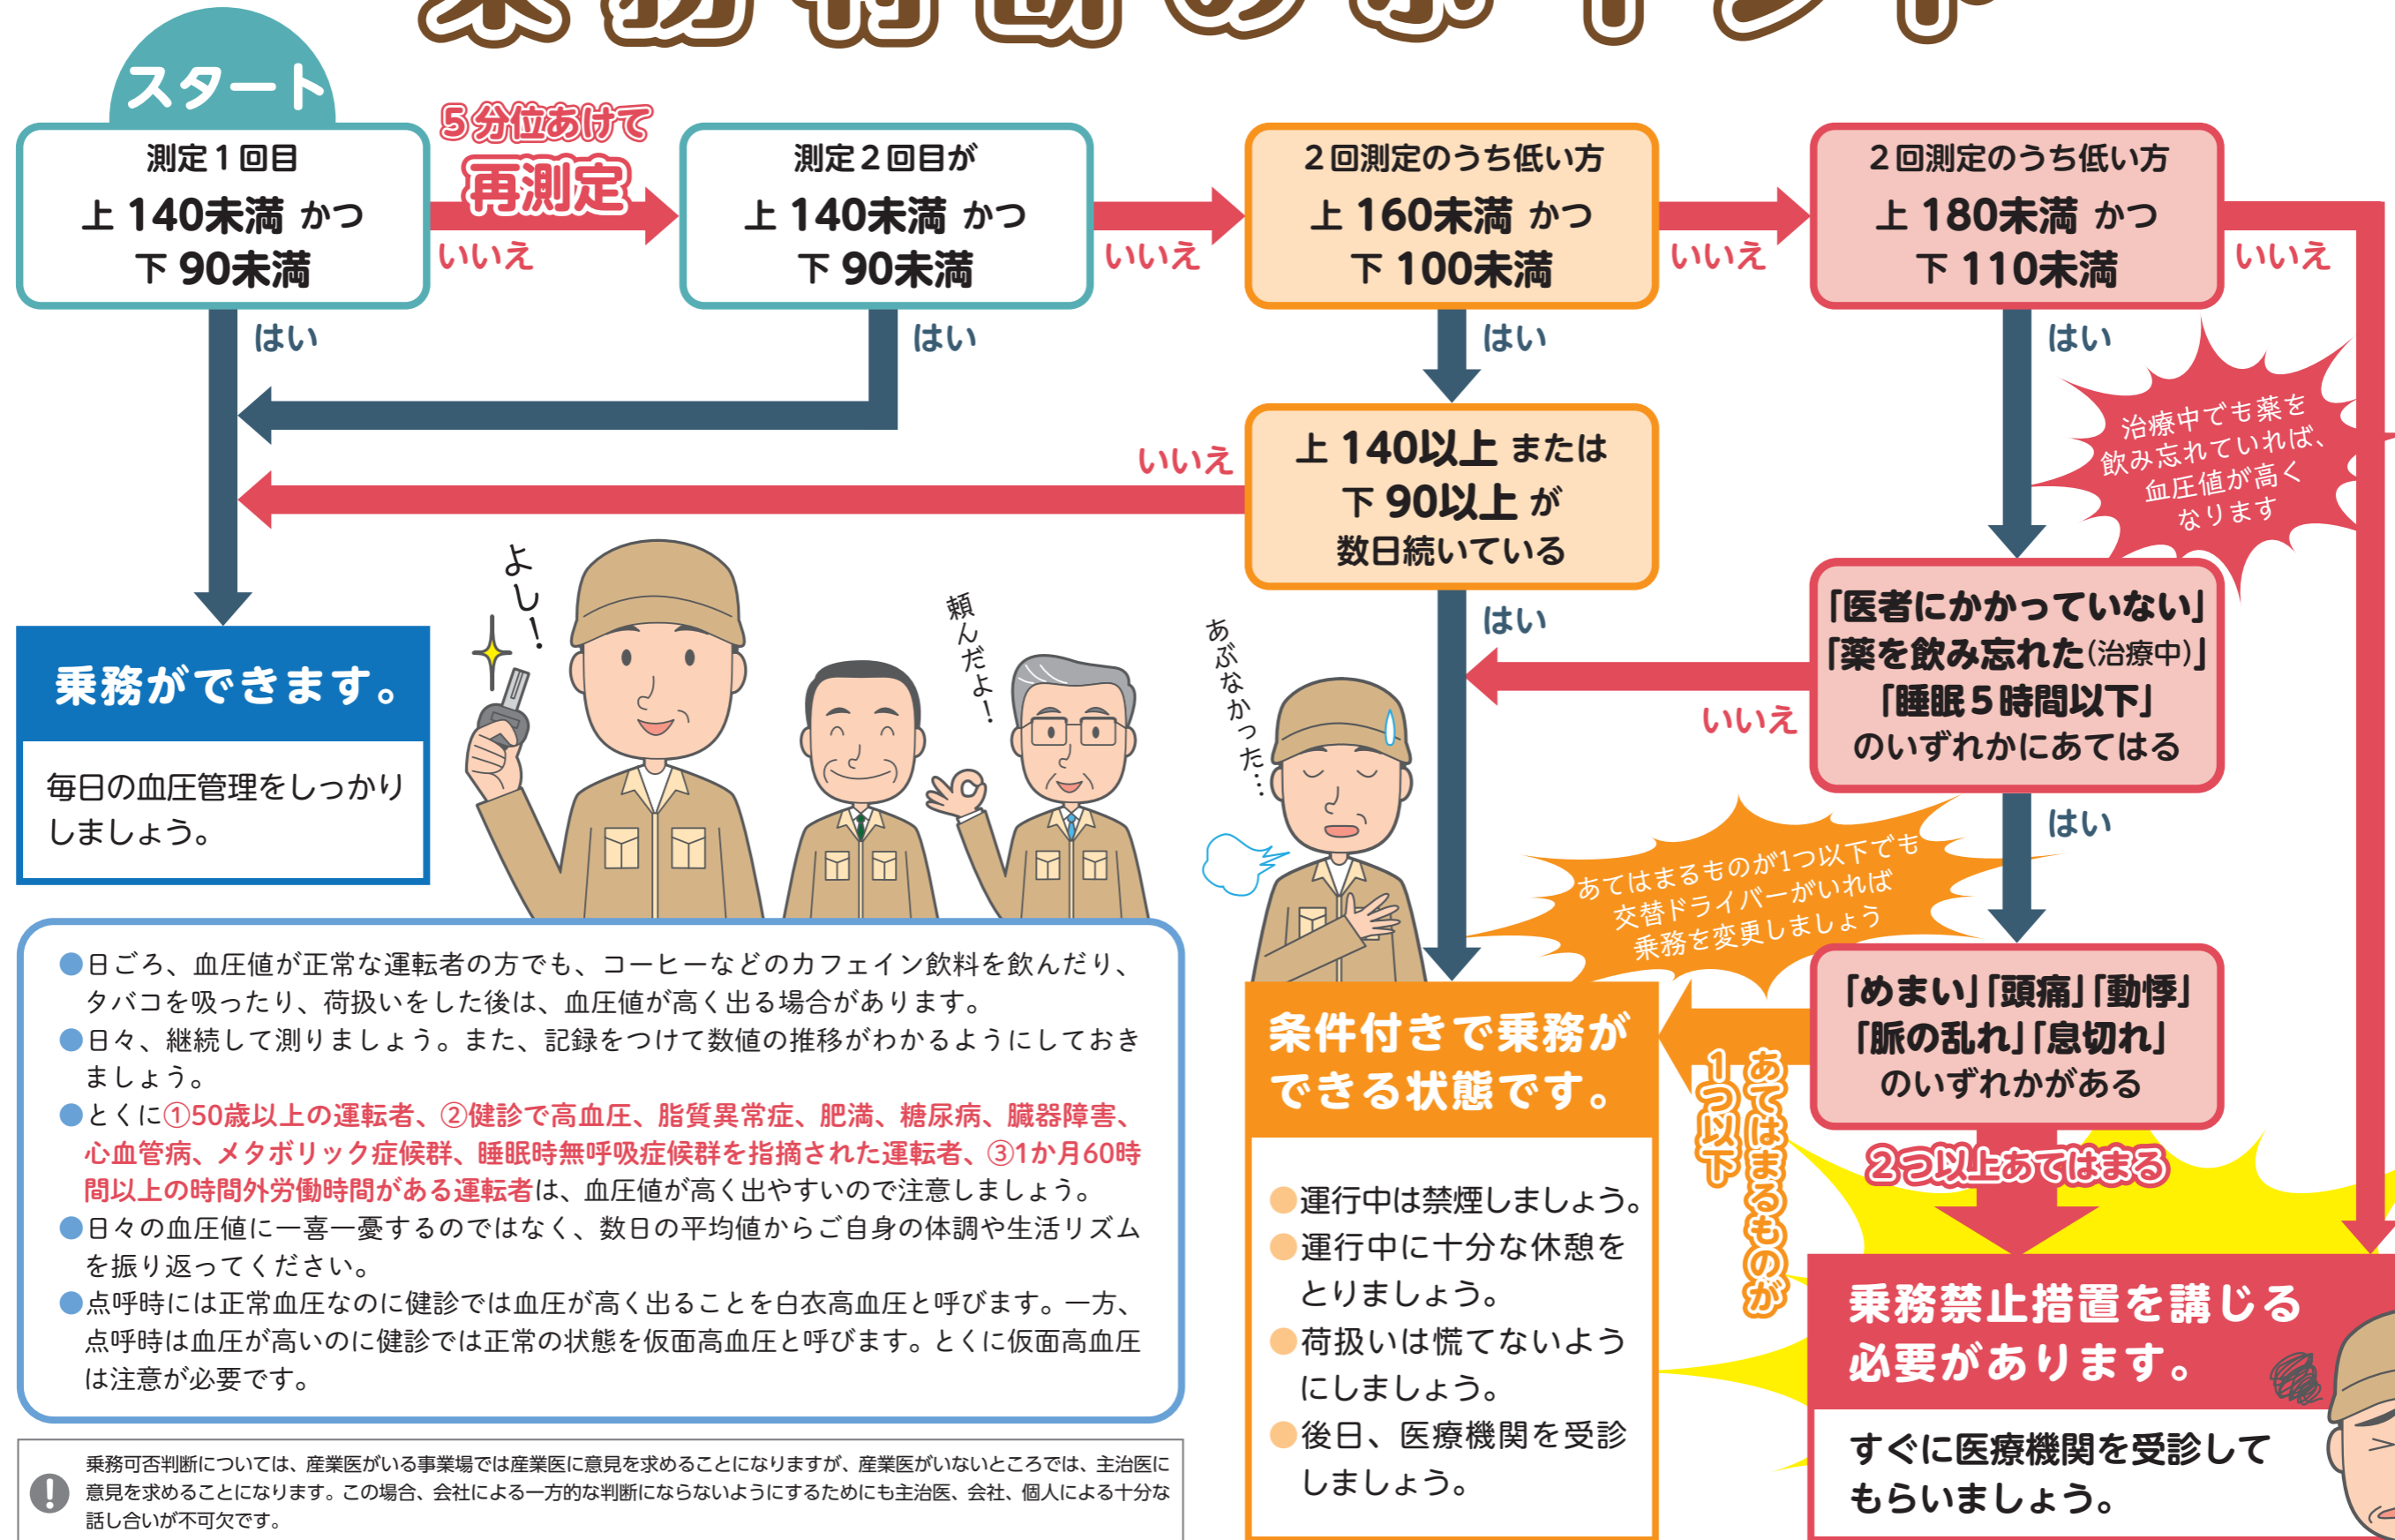 乗務判断のポイント
スタート
測定1回目
上 140未満 かつ
下 90未満
5分位あけて
再測定
いいえ
測定2回目が
上 140未満 かつ
下 90未満
いいえ
2回測定のうち低い方
上 160未満 かつ
下 100未満
いいえ
2回測定のうち低い方
上 180未満 かつ
下 110未満
いいえ
はい
はい
はい
はい
治療中でも薬を
飲み忘れていれば、
血圧値が高く
なります
いいえ
上 140以上 または
下 90以上 が
数日続いている
はい
「医者にかかっていない」
「薬を飲み忘れた(治療中)」
「睡眠5時間以下」
のいずれかにあてはる
いいえ
はい
よし!
頼んだよ!
あぶなかった…
乗務ができます。
毎日の血圧管理をしっかり
しましょう。
あてはまるものが1つ以下でも
交替ドライバーがいれば
乗務を変更しましょう
「めまい」「頭痛」「動悸」
「脈の乱れ」「息切れ」
のいずれかがある
あてはまるものが
1つ以下
2つ以上あてはまる
●日ごろ、血圧値が正常な運転者の方でも、コーヒーなどのカフェイン飲料を飲んだり、
タバコを吸ったり、荷扱いをした後は、血圧値が高く出る場合があります。
●日々、継続して測りましょう。また、記録をつけて数値の推移がわかるようにしておき
ましょう。
●とくに①50歳以上の運転者、②健診で高血圧、脂質異常症、肥満、糖尿病、臓器障害、
心血管病、メタボリック症候群、睡眠時無呼吸症候群を指摘された運転者、③1か月60時
間以上の時間外労働時間がある運転者は、血圧値が高く出やすいので注意しましょう。
●日々の血圧値に一喜一憂するのではなく、数日の平均値からご自身の体調や生活リズム
を振り返ってください。
●点呼時には正常血圧なのに健診では血圧が高く出ることを白衣高血圧と呼びます。一方、
点呼時は血圧が高いのに健診では正常の状態を仮面高血圧と呼びます。とくに仮面高血圧
は注意が必要です。
条件付きで乗務が
できる状態です。
●運行中は禁煙しましょう。
●運行中に十分な休憩を
とりましょう。
●荷扱いは慌てないよう
にしましょう。
●後日、医療機関を受診
しましょう。
乗務禁止措置を講じる
必要があります。
すぐに医療機関を受診して
もらいましょう。
乗務可否判断については、産業医がいる事業場では産業医に意見を求めることになりますが、産業医がいないところでは、主治医に
意見を求めることになります。この場合、会社による一方的な判断にならないようにするためにも主治医、会社、個人による十分な
話し合いが不可欠です。